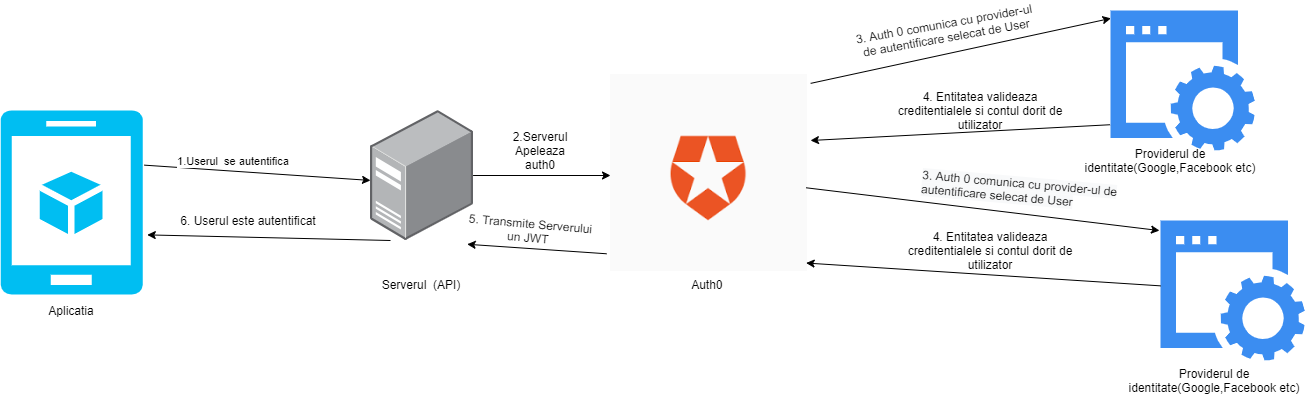 1.Userul se autentifica
6. Userul este autentificat
Aplicatia
2.Serverul
Apeleaza
auth0
5. Transmite Serverului
un JWT
Serverul (API)
Auth0
3. Auth 0 comunica cu provider-ul
de autentificare selecat de User
4. Entitatea valideaza
creditentialele si contul dorit de
utilizator
Providerul de
identitate(Google,Facebook etc)
3. Auth 0 comunica cu provider-ul de
autentificare selecat de User
4. Entitatea valideaza
creditentialele si contul dorit de
utilizator
Providerul de
identitate(Google,Facebook etc)